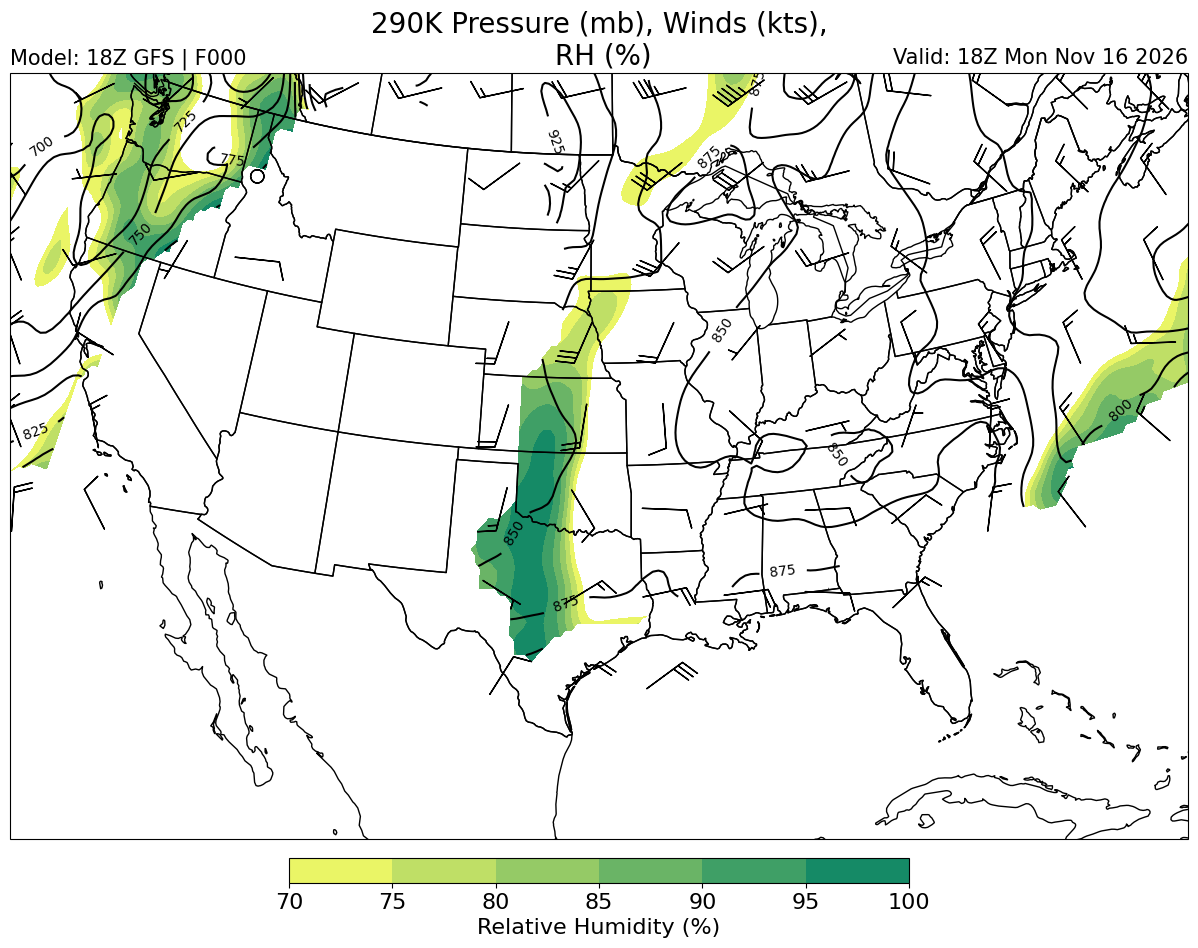 290K Pressure (mb), Winds (kts),
RH (%)
Model: 18Z GFS | F000
Valid: 18Z Mon Nov 16 2026
700
725
775
750
825
925
875
875
850
850
800
850
875
875
70 75 80 85 90 95 100
Relative Humidity (%)